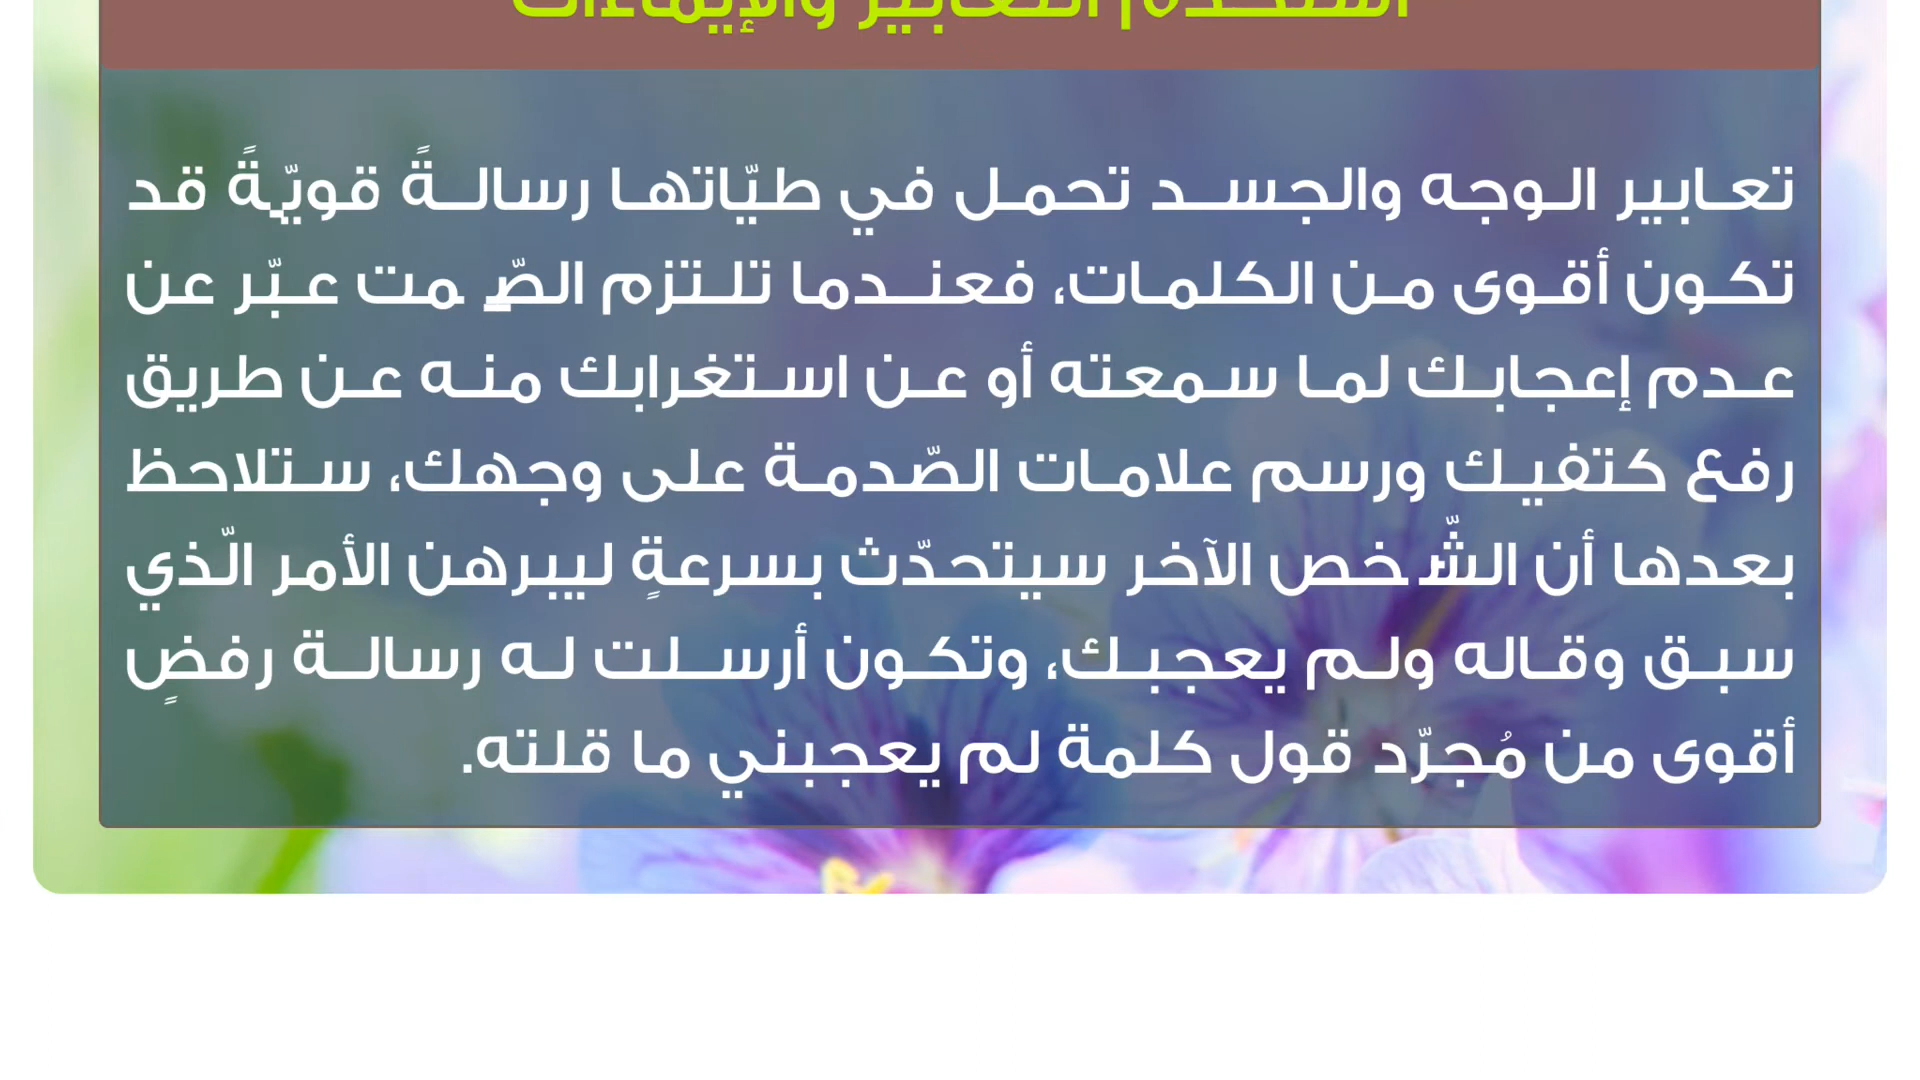 استخدم التعابير والإيماءات
تعابير الوجه والجسد تحمل في طيّاتها رسالةً قويّةً قد
تكون أقوى من الكلمات، فعندما تلتزم الصّمت عبّر عن
عدم إعجابك لما سمعته أو عن استغرابك منه عن طريق
رفع كتفيك ورسم علامات الصّدمة على وجهك، ستلاحظ
بعدها أن الشّخص الآخر سيتحدّث بسرعةٍ ليبرهن الأمر الّذي
سبق وقاله ولم يعجبك، وتكون أرسلت له رسالة رفضٍ
أقوى من مُجرّد قول كلمة لم يعجبني ما قلته.